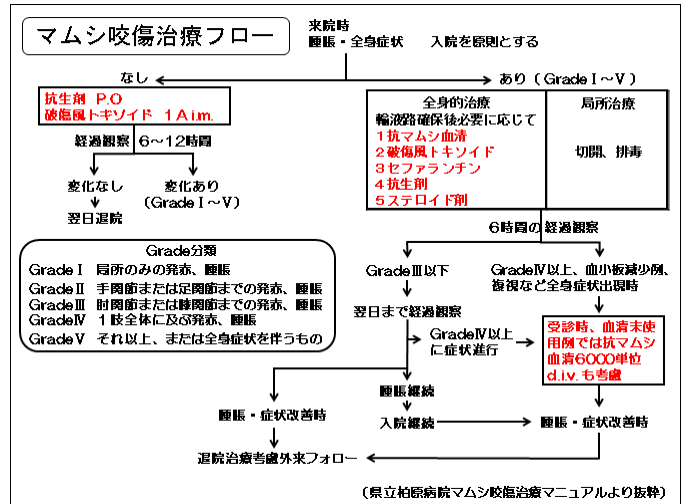 マムシ咬傷治療フロー
来院時
腫脹・全身症状　入院を原則とする
なし
あり（GradeⅠ～Ⅴ）
抗生剤 P.O
破傷風トキソイド 1A i.m.
経過観察 6～12時間
変化なし
変化あり
(GradeⅠ～Ⅴ)
翌日退院
全身的治療
輸液路確保後必要に応じて
1抗マムシ血清
2破傷風トキソイド
3セファランチン
4抗生剤
5ステロイド剤
局所治療
切開、排毒
6時間の経過観察
Grade分類
GradeⅠ 局所のみの発赤、腫脹
GradeⅡ 手関節または足関節までの発赤、腫脹
GradeⅢ 肘関節または膝関節までの発赤、腫脹
GradeⅣ 1肢全体に及ぶ発赤、腫脹
GradeⅤ それ以上、または全身症状を伴うもの
GradeⅢ以下
GradeⅣ以上、血小板減少例、
複視など全身症状出現時
翌日まで経過観察
GradeⅣ以上
に症状進行
受診時、血清未使
用例では抗マムシ
血清6000単位
d.i.v.も考慮
腫脹継続
腫脹・症状改善時
入院継続
腫脹・症状改善時
退院治療考慮外来フォロー
（県立柏原病院マムシ咬傷治療マニュアルより抜粋）